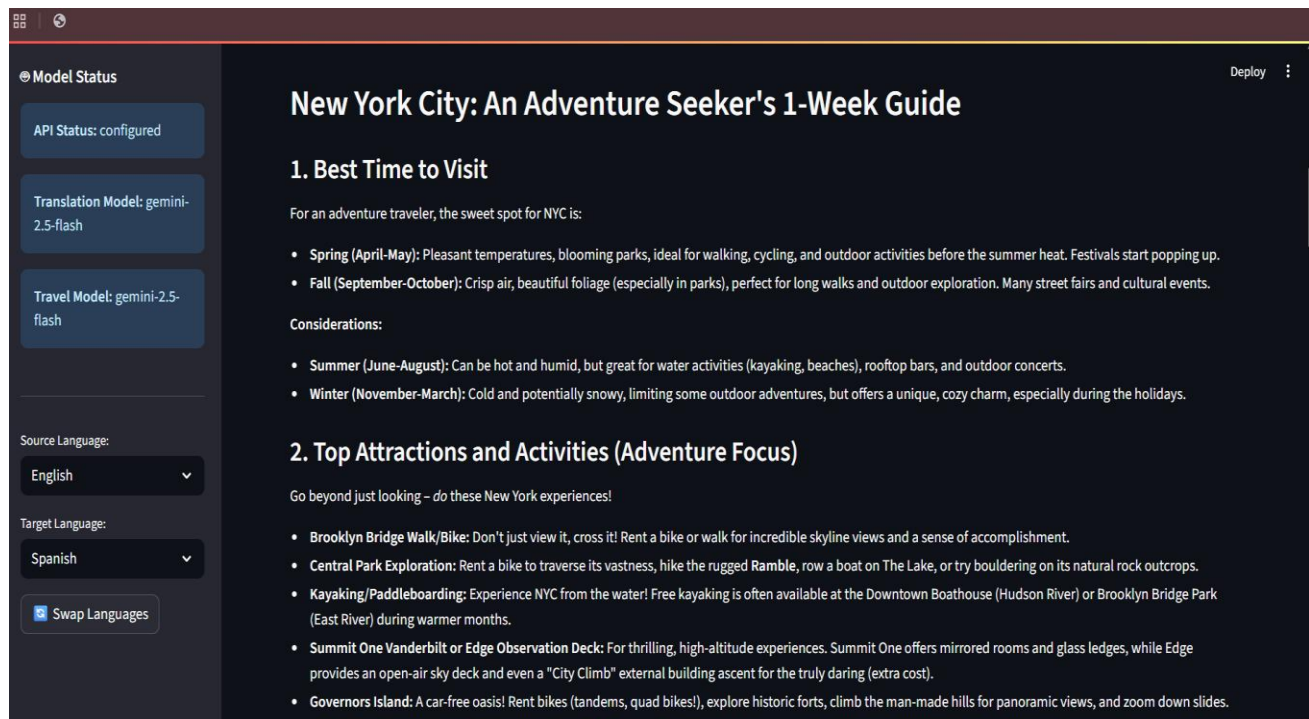 Model Status
API Status: configured
Translation Model: gemini-
2.5-flash
Travel Model: gemini-2.5-
flash
Source Language:
English
Target Language:
Spanish
Swap Languages
Deploy
New York City: An Adventure Seeker's 1-Week Guide
1. Best Time to Visit
For an adventure traveler, the sweet spot for NYC is:
• Spring (April-May): Pleasant temperatures, blooming parks, ideal for walking, cycling, and outdoor activities before the summer heat. Festivals start popping up.
• Fall (September-October): Crisp air, beautiful foliage (especially in parks), perfect for long walks and outdoor exploration. Many street fairs and cultural events.
Considerations:
• Summer (June-August): Can be hot and humid, but great for water activities (kayaking, beaches), rooftop bars, and outdoor concerts.
• Winter (November-March): Cold and potentially snowy, limiting some outdoor adventures, but offers a unique, cozy charm, especially during the holidays.
2. Top Attractions and Activities (Adventure Focus)
Go beyond just looking – do these New York experiences!
• Brooklyn Bridge Walk/Bike: Don't just view it, cross it! Rent a bike or walk for incredible skyline views and a sense of accomplishment.
• Central Park Exploration: Rent a bike to traverse its vastness, hike the rugged Ramble, row a boat on The Lake, or try bouldering on its natural rock outcrops.
• Kayaking/Paddleboarding: Experience NYC from the water! Free kayaking is often available at the Downtown Boathouse (Hudson River) or Brooklyn Bridge Park
(East River) during warmer months.
• Summit One Vanderbilt or Edge Observation Deck: For thrilling, high-altitude experiences. Summit One offers mirrored rooms and glass ledges, while Edge
provides an open-air sky deck and even a "City Climb" external building ascent for the truly daring (extra cost).
• Governors Island: A car-free oasis! Rent bikes (tandems, quad bikes!), explore historic forts, climb the man-made hills for panoramic views, and zoom down slides.